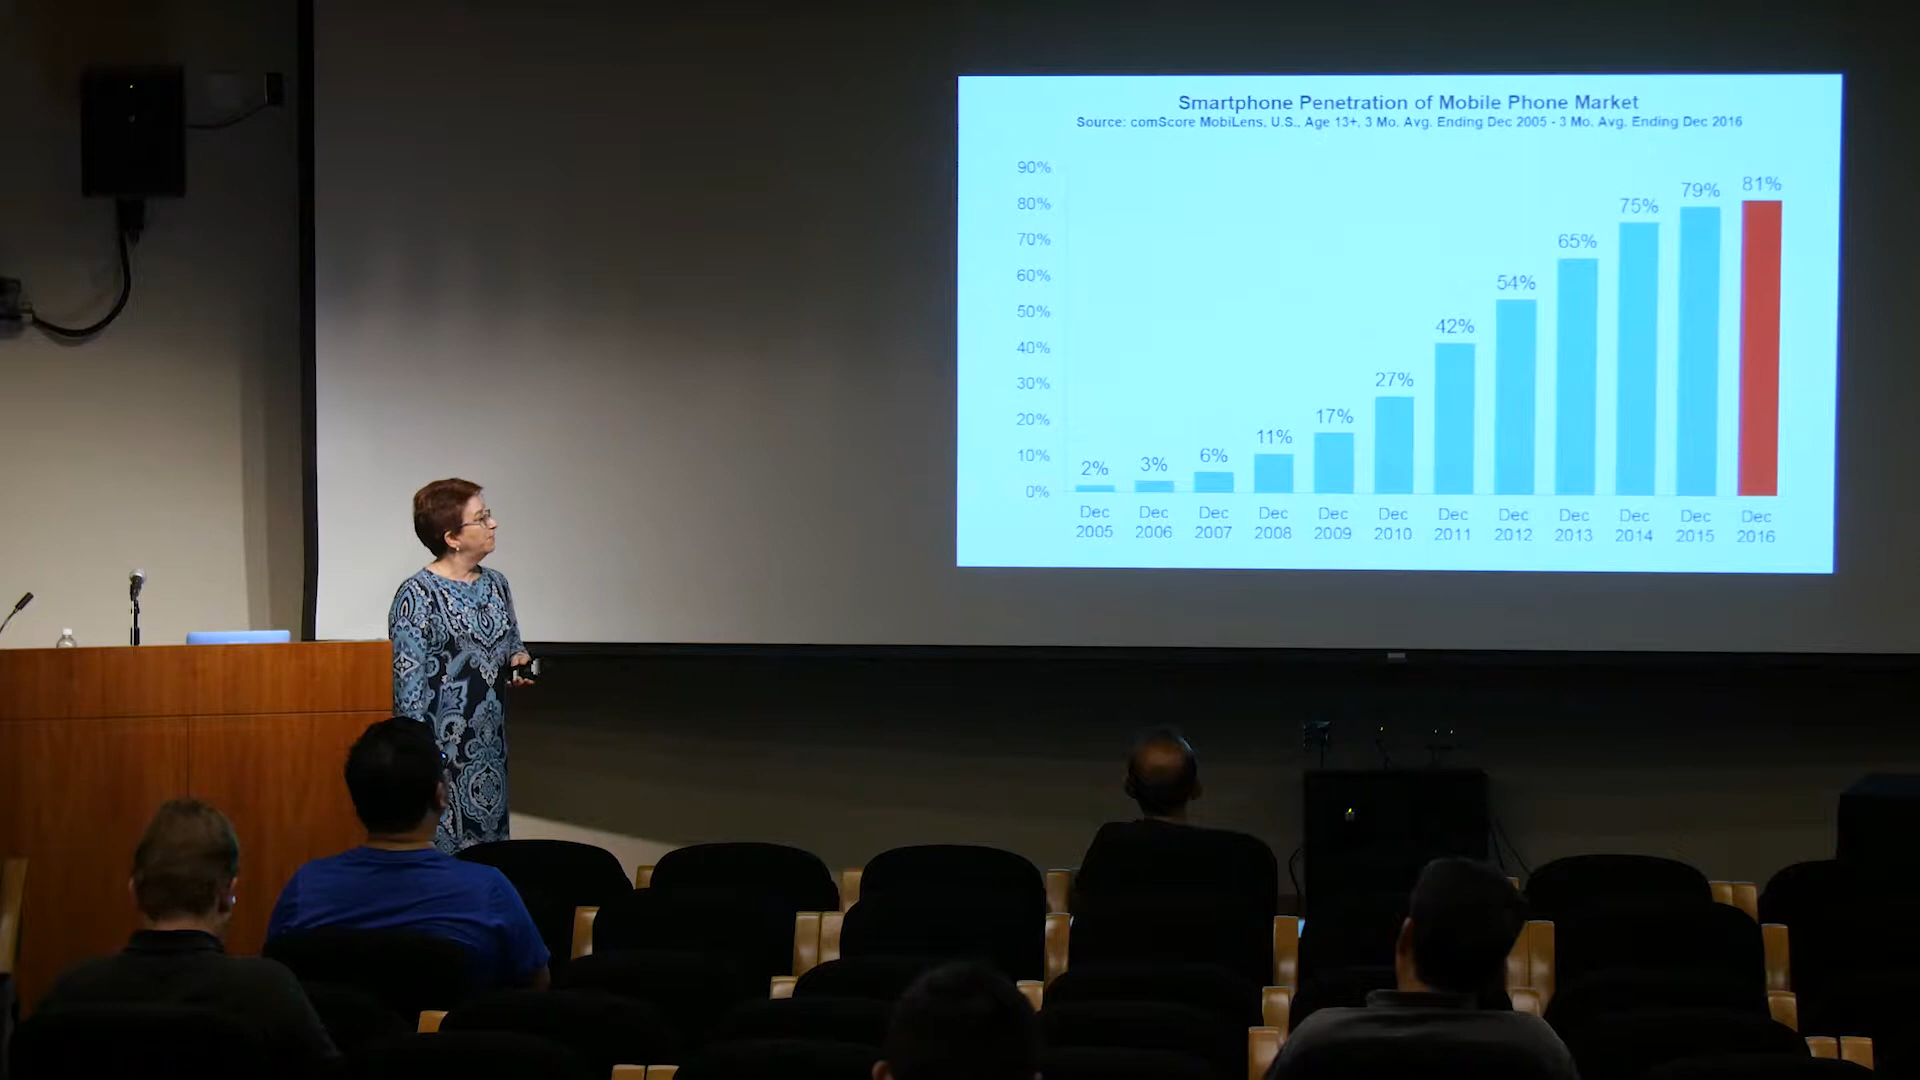 Smartphone Penetration of Mobile Phone Market
Source: comScore MobiLens, U.S., Age 13+, 3 Mo. Avg. Ending Dec 2005 - 3 Mo. Avg. Ending Dec 2016
90%
80%
70%
60%
50%
40%
30%
20%
10%
0%
2%
3%
6%
11%
17%
27%
42%
54%
65%
75%
79%
81%
Dec 2005
Dec 2006
Dec 2007
Dec 2008
Dec 2009
Dec 2010
Dec 2011
Dec 2012
Dec 2013
Dec 2014
Dec 2015
Dec 2016